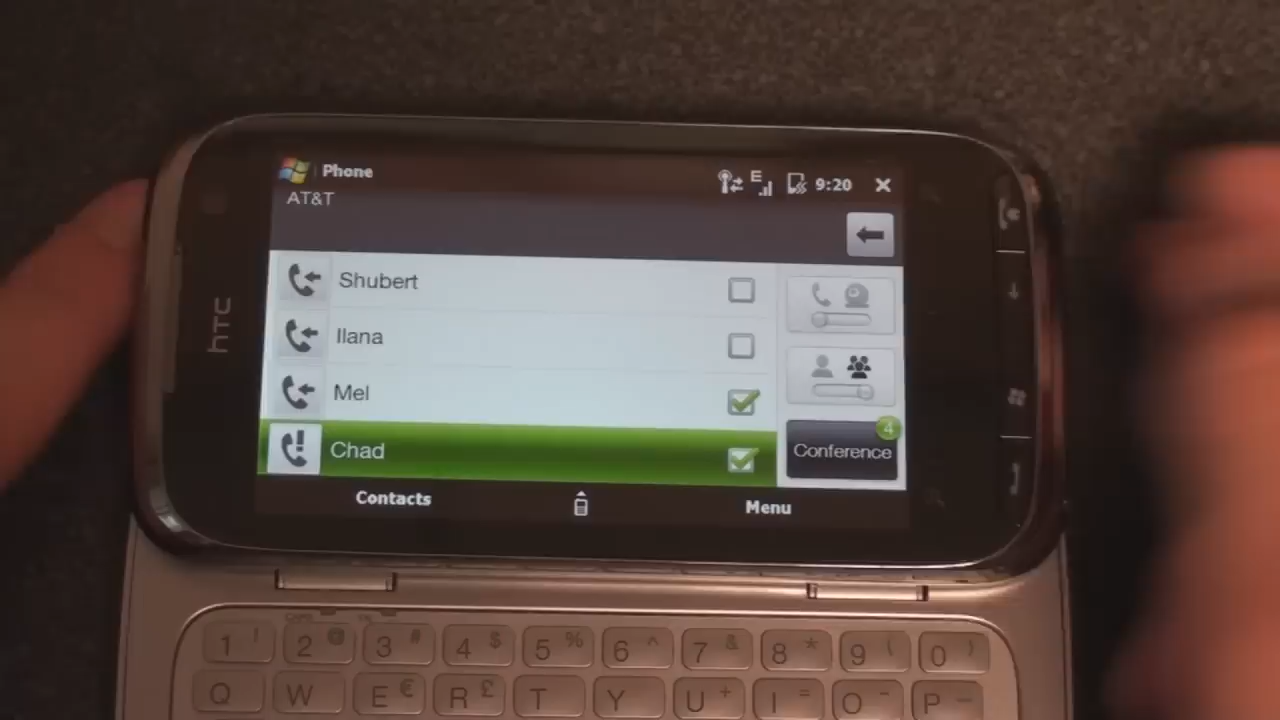 Phone
E
9:20
AT&T
Shubert
Ilana
Mel
4
Chad
Conference
Contacts
Menu
hTC
1 ! 2 @ 3 # 4 $ 5 % 6 ^ 7 & 8 * 9 ( 0 )
Q W E € R £ T Y U + I = O - P _